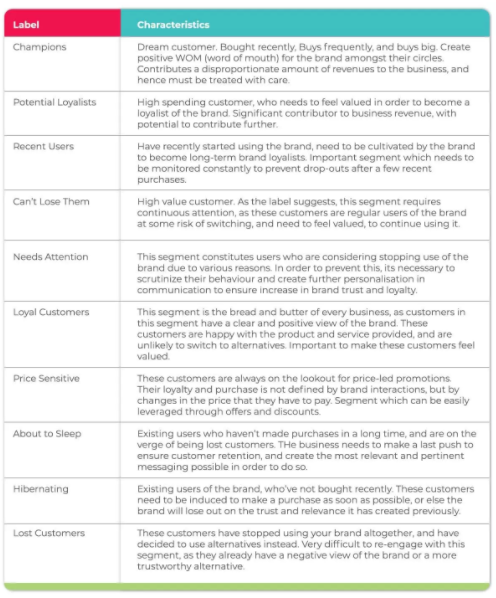 Label
Characteristics
Champions
Dream customer. Bought recently, Buys frequently, and buys big. Create
positive WOM (word of mouth) for the brand amongst their circles.
Contributes a disproportionate amount of revenues to the business, and
hence must be treated with care.
Potential Loyalists
High spending customer, who needs to feel valued in order to become a
loyalist of the brand. Significant contributor to business revenue, with
potential to contribute further.
Recent Users
Have recently started using the brand, need to be cultivated by the brand
to become long-term brand loyalists. Important segment which needs to
be monitored constantly to prevent drop-outs after a few recent
purchases.
Can't Lose Them
High value customer. As the label suggests, this segment requires
continuous attention, as these customers are regular users of the brand
at some risk of switching, and need to feel valued, to continue using it.
Needs Attention
This segment constitutes users who are considering stopping use of the
brand due to various reasons. In order to prevent this, its necessary to
scrutinize their behaviour and create further personalisation in
communication to ensure increase in brand trust and loyalty.
Loyal Customers
This segment is the bread and butter of every business, as customers in
this segment have a clear and positive view of the brand. These
customers are happy with the product and service provided, and are
unlikely to switch to alternatives. Important to make these customers feel
valued.
Price Sensitive
These customers are always on the lookout for price-led promotions.
Their loyalty and purchase is not defined by brand interactions, but by
changes in the price that they have to pay. Segment which can be easily
leveraged through offers and discounts.
About to Sleep
Existing users who haven't made purchases in a long time, and are on the
verge of being lost customers. THe business needs to make a last push to
ensure customer retention, and create the most relevant and pertinent
messaging possible in order to do so.
Hibernating
Existing users of the brand, who've not bought recently. These customers
need to be induced to make a purchase as soon as possible, or else the
brand will lose out on the trust and relevance it has created previously.
Lost Customers
These customers have stopped using your brand altogether, and have
decided to use alternatives instead. Very difficult to re-engage with this
segment, as they already have a negative view of the brand or a more
trustworthy alternative.